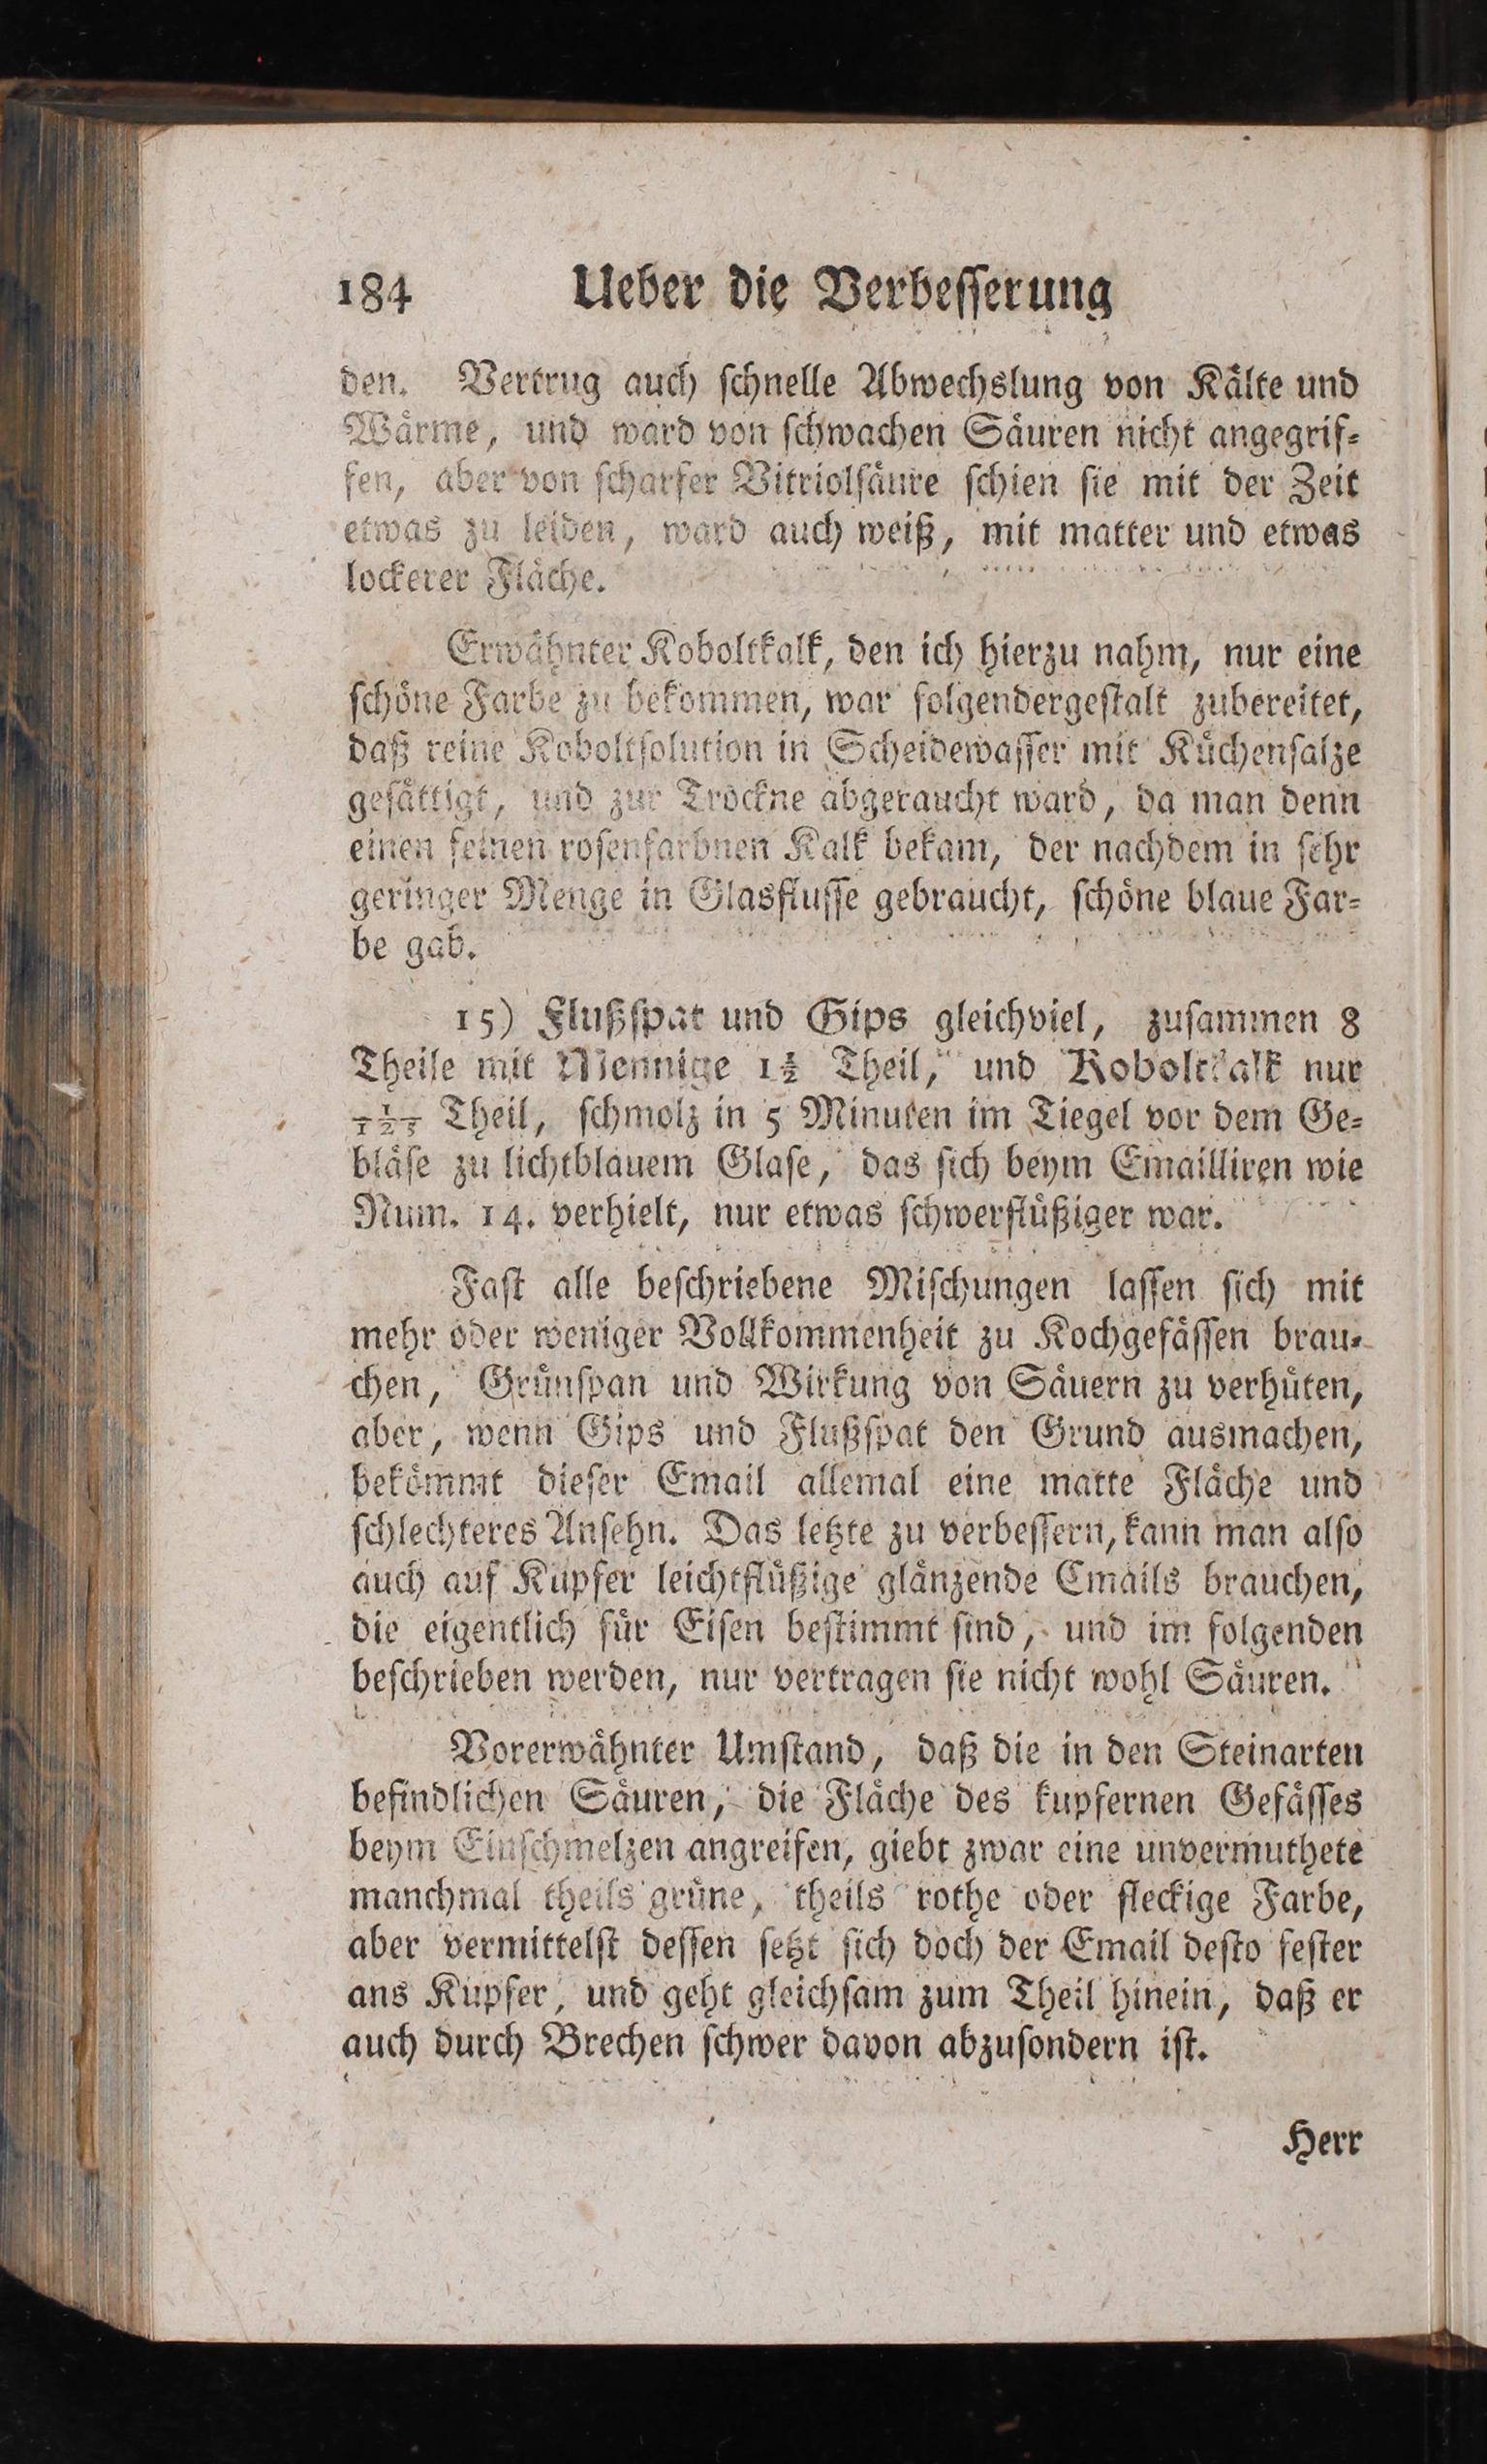 184 Ueber die Verbeſſerung
den. Vertrug auch ſchnelle Abwechslung von Kälte und
Wärme, und ward von ſchwachen Säuren nicht angegrif⸗
fen, aber von ſcharfer Vitriolſäure ſchien ſie mit der Zeit
etwas zu leiden, ward auch weiß, mit matter und etwas
lockerer Fläche.
Erwähnter Koboltkalk, den ich hierzu nahm, nur eine
ſchöne Farbe zu bekommen, war folgendergeſtalt zubereitet,
daß reine Koboltſolution in Scheidewaſſer mit Küchenſalze
geſättigt, und zur Trockne abgeraucht ward, da man denn
einen feinen roſenfarbnen Kalk bekam, der nachdem in ſehr
geringer Menge in Glasfluſſe gebraucht, ſchöne blaue Far⸗
be gab.
15) Flußſpat und Gips gleichviel, zuſammen 8
Theile mit Mennige 1½ Theil, und Koboltkalk nur
Theil, ſchmolz in 5 Minuten im Tiegel vor dem Ge⸗
bläſe zu lichtblauem Glaſe, das ſich beym Emailliren wie
Num. 14. verhielt, nur etwas ſchwerflüßiger war.
Faſt alle beſchriebene Miſchungen laſſen ſich mit
mehr oder weniger Vollkommenheit zu Kochgefäſſen brau⸗
chen, Grünſpan und Wirkung von Säuern zu verhüten,
aber, wenn Gips und Flußſpat den Grund ausmachen,
bekömmt dieſer Email allemal eine matte Fläche und
ſchlechteres Anſehn. Das letzte zu verbeſſern, kann man alſo
auch auf Kupfer leichtflüßige glänzende Emails brauchen,
die eigentlich für Eiſen beſtimmt ſind, und im folgenden
beſchrieben werden, nur vertragen ſie nicht wohl Säuren.
Vorerwähnter Umſtand, daß die in den Steinarten
befindlichen Säuren, die Fläche des kupfernen Gefäſſes
beym Einſchmelzen angreifen, giebt zwar eine unvermuthete
manchmal theils grüne, theils rothe oder fleckige Farbe,
aber vermittelſt deſſen ſetzt ſich doch der Email deſto feſter
ans Kupfer, und geht gleichſam zum Theil hinein, daß er
auch durch Brechen ſchwer davon abzuſondern iſt.
Herr